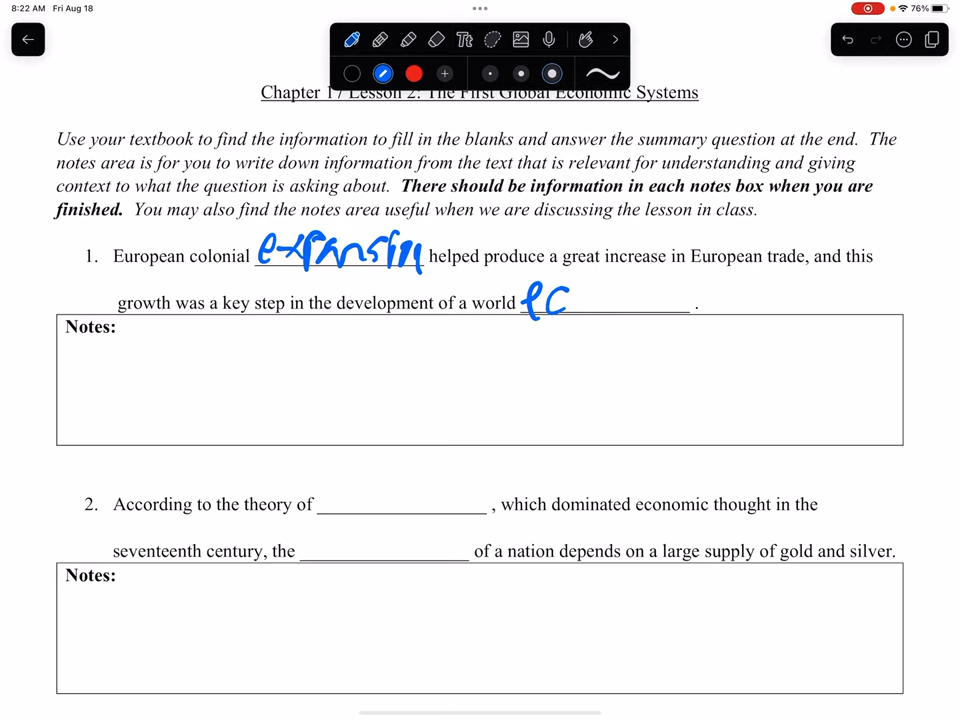 8:22 AM Fri Aug 18 76%
Tt
Chapter 17 Lesson 2: The First Global Economic Systems
Use your textbook to find the information to fill in the blanks and answer the summary question at the end. The
notes area is for you to write down information from the text that is relevant for understanding and giving
context to what the question is asking about. There should be information in each notes box when you are
finished. You may also find the notes area useful when we are discussing the lesson in class.
1. European colonial expansion helped produce a great increase in European trade, and this
growth was a key step in the development of a world ec .
Notes:
2. According to the theory of ________________ , which dominated economic thought in the
seventeenth century, the ________________ of a nation depends on a large supply of gold and silver.
Notes: